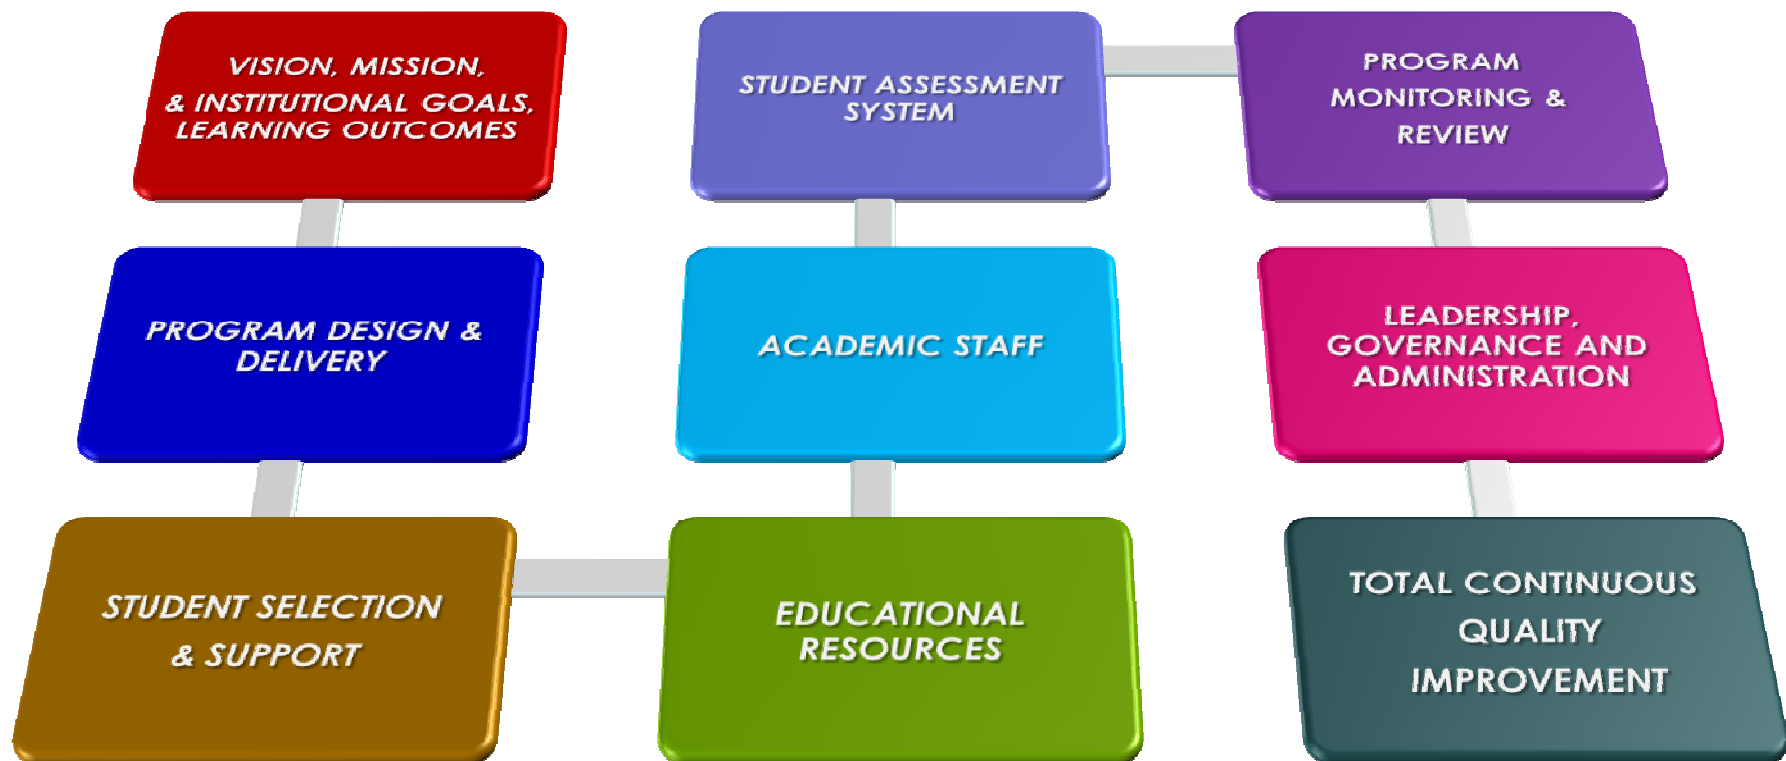 VISION, MISSION,
& INSTITUTIONAL GOALS,
LEARNING OUTCOMES
PROGRAM DESIGN &
DELIVERY
STUDENT SELECTION
& SUPPORT
EDUCATIONAL
RESOURCES
ACADEMIC STAFF
STUDENT ASSESSMENT
SYSTEM
PROGRAM
MONITORING &
REVIEW
LEADERSHIP,
GOVERNANCE AND
ADMINISTRATION
TOTAL CONTINUOUS
QUALITY
IMPROVEMENT